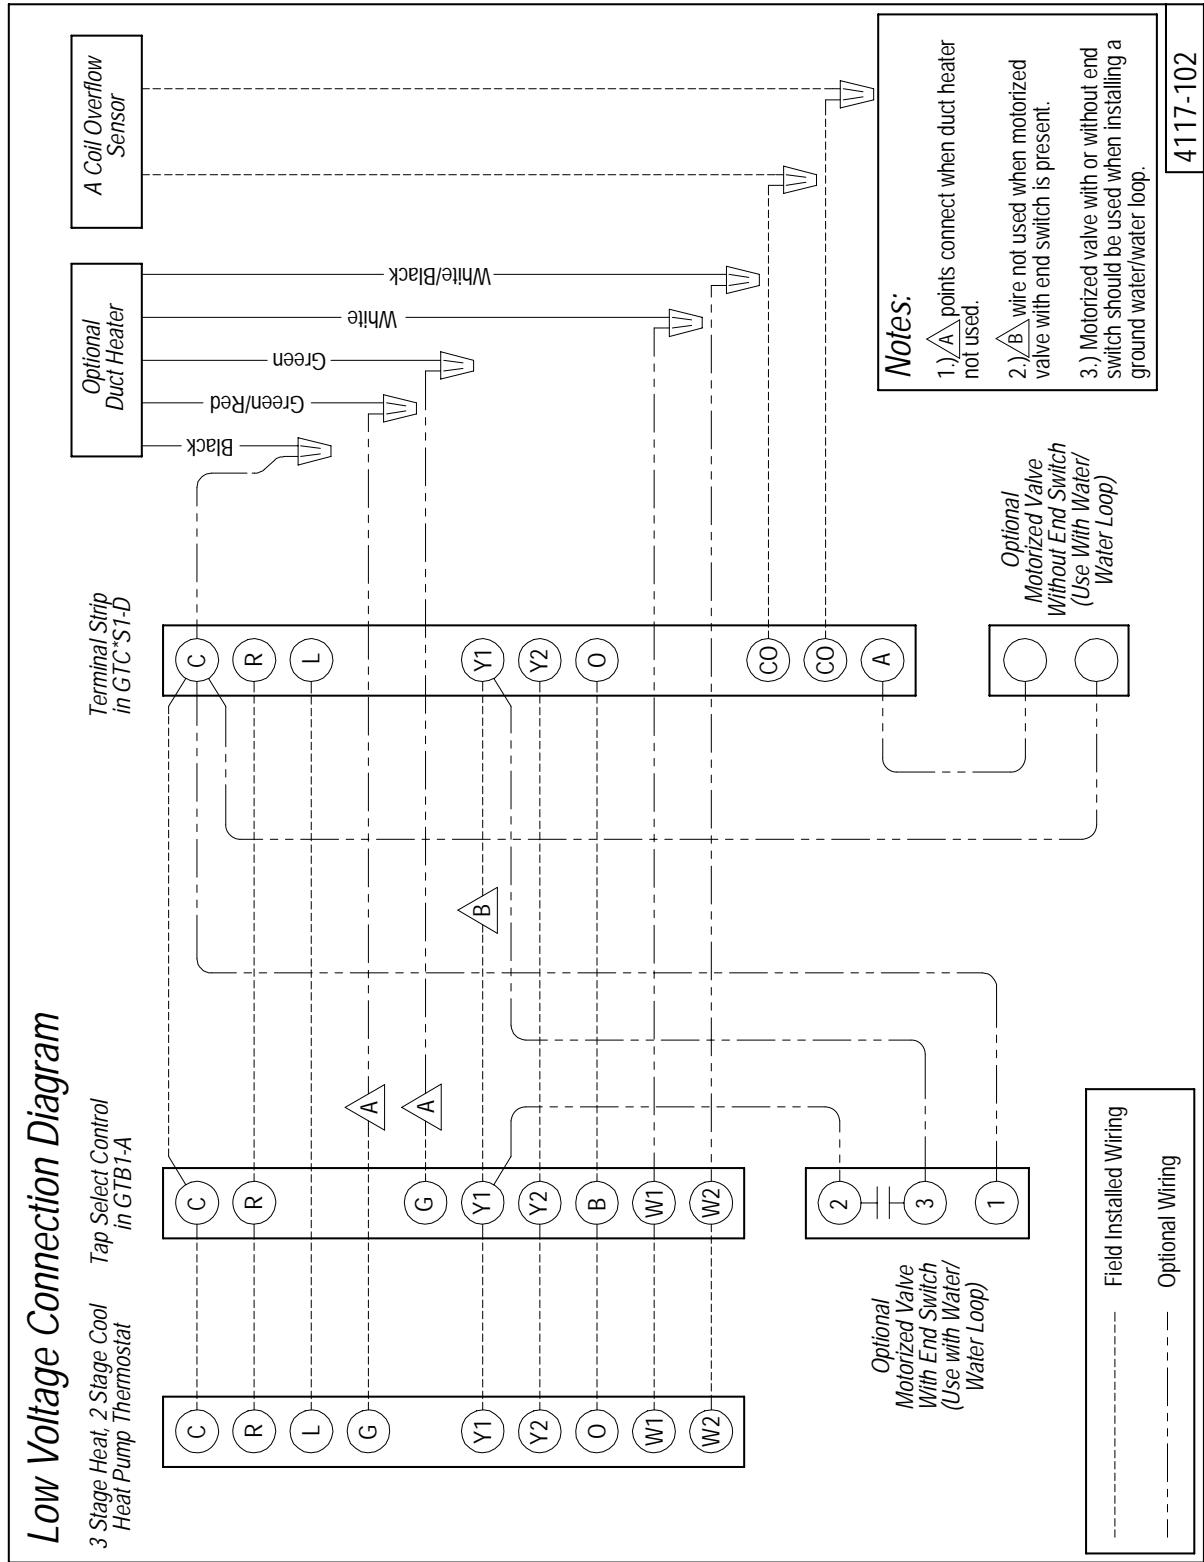 Low Voltage Connection Diagram
3 Stage Heat, 2 Stage Cool
Heat Pump Thermostat
C
R
L
G
Y1
Y2
O
W1
W2
Tap Select Control
in GTB1-A
C
R
G
Y1
Y2
B
W1
W2
A
A
B
Terminal Strip
in GTC*S1-D
C
R
L
Y1
Y2
O
CO
CO
A
Optional
Duct Heater
Black
Green/Red
Green
White
White/Black
A Coil Overflow
Sensor
Optional
Motorized Valve
With End Switch
(Use with Water/
Water Loop)
2
3
1
Optional
Motorized Valve
Without End Switch
(Use With Water/
Water Loop)
Notes:
1.) A points connect when duct heater
not used.
2.) B wire not used when motorized
valve with end switch is present.
3.) Motorized valve with or without end
switch should be used when installing a
ground water/water loop.
Field Installed Wiring
Optional Wiring
4117-102